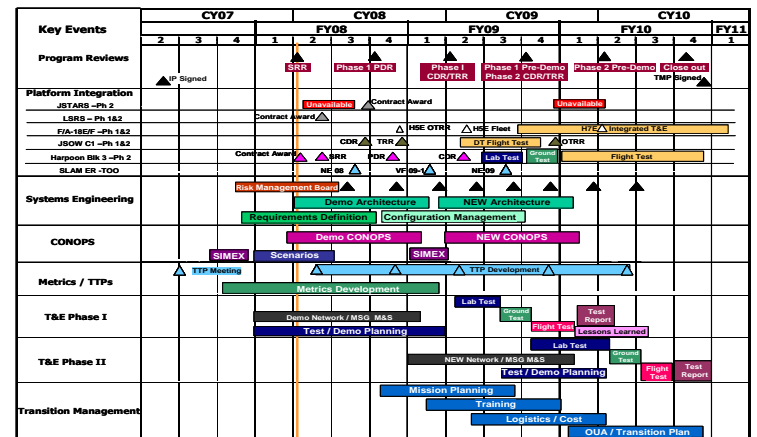 CY07 CY08 CY09 CY10
Key Events
FY08 FY09 FY10 FY11
2 3 4 1 2 3 4 1 2 3 4 1 2 3 4 1
Program Reviews
SRR
Phase 1 PDR
Phase I
CDR/TRR
Phase 1 Pre-Demo
Phase 2 CDR/TRR
Phase 2 Pre-Demo
Close out
IP Signed
TMP Signed
Platform Integration
JSTARS –Ph 2
Unavailable
Contract Award
Unavailable
LSRS – Ph 1&2
Contract Award
F/A-18E/F – Ph 1&2
H5E OTRR
H5E Fleet
H7E Integrated T&E
JSOW C1 –Ph 1&2
CDR
TRR
DT Flight Test
OTRR
Harpoon Blk 3 –Ph 2
Contract Award
SRR
PDR
CDR
Lab Test
Ground
Test
Flight Test
SLAM ER -TOO
NE 08
VF 09-1
NE 09
Systems Engineering
Risk Management Board
Demo Architecture
NEW Architecture
Requirements Definition
Configuration Management
CONOPS
Demo CONOPS
NEW CONOPS
SIMEX
Scenarios
SIMEX
Metrics / TTPs
TTP Meeting
TTP Development
Metrics Development
T&E Phase I
Lab Test
Demo Network / MSG M&S
Ground
Test
Test
Report
Test / Demo Planning
Flight Test
Lessons Learned
T&E Phase II
Lab Test
NEW Network / MSG M&S
Ground
Test
Test / Demo Planning
Flight
Test
Test
Report
Transition Management
Mission Planning
Training
Logistics / Cost
OUA / Transition Plan